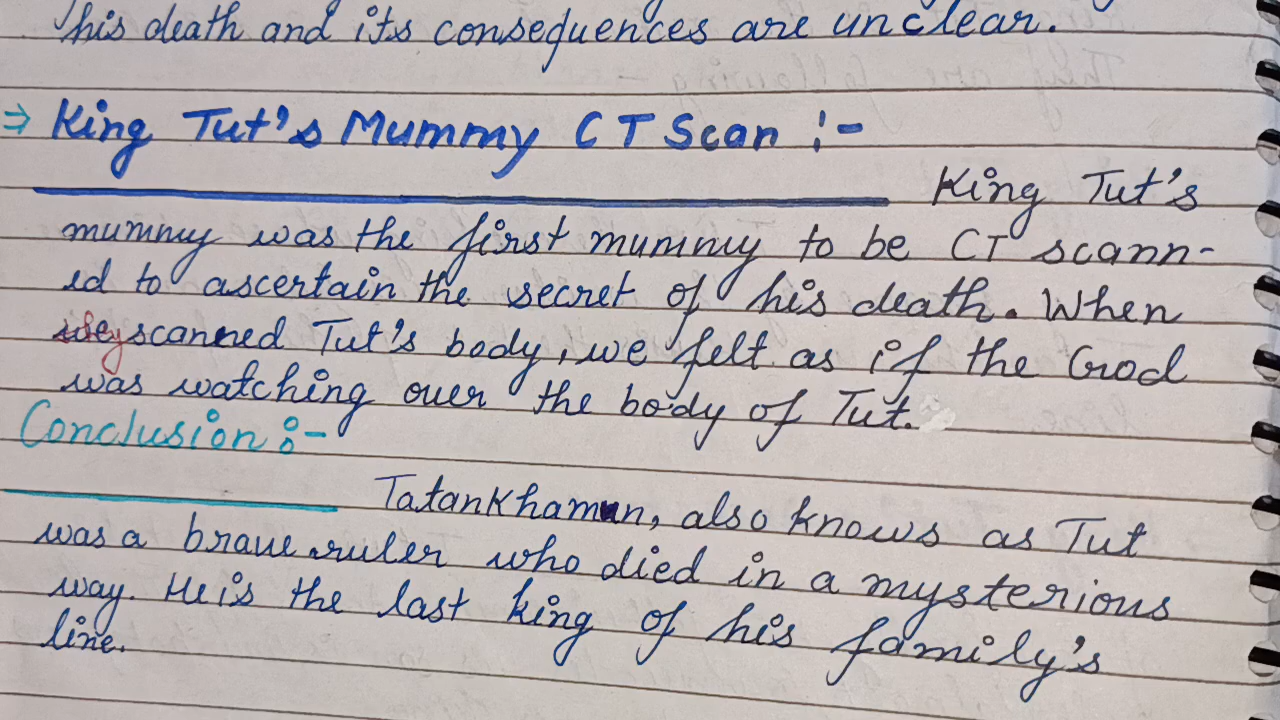 his death and its consequences are unclear.
⇒ King Tut's Mummy CT Scan :-
King Tut's
mummy was the first mummy to be CT scann-
ed to ascertain the secret of his death. When
scanned Tut's body, we felt as if the God
was watching over the body of Tut.
Conclusion :-
Tatankhamun, also knows as Tut
was a brave ruler who died in a mysterious
way. He is the last king of his family's
line.